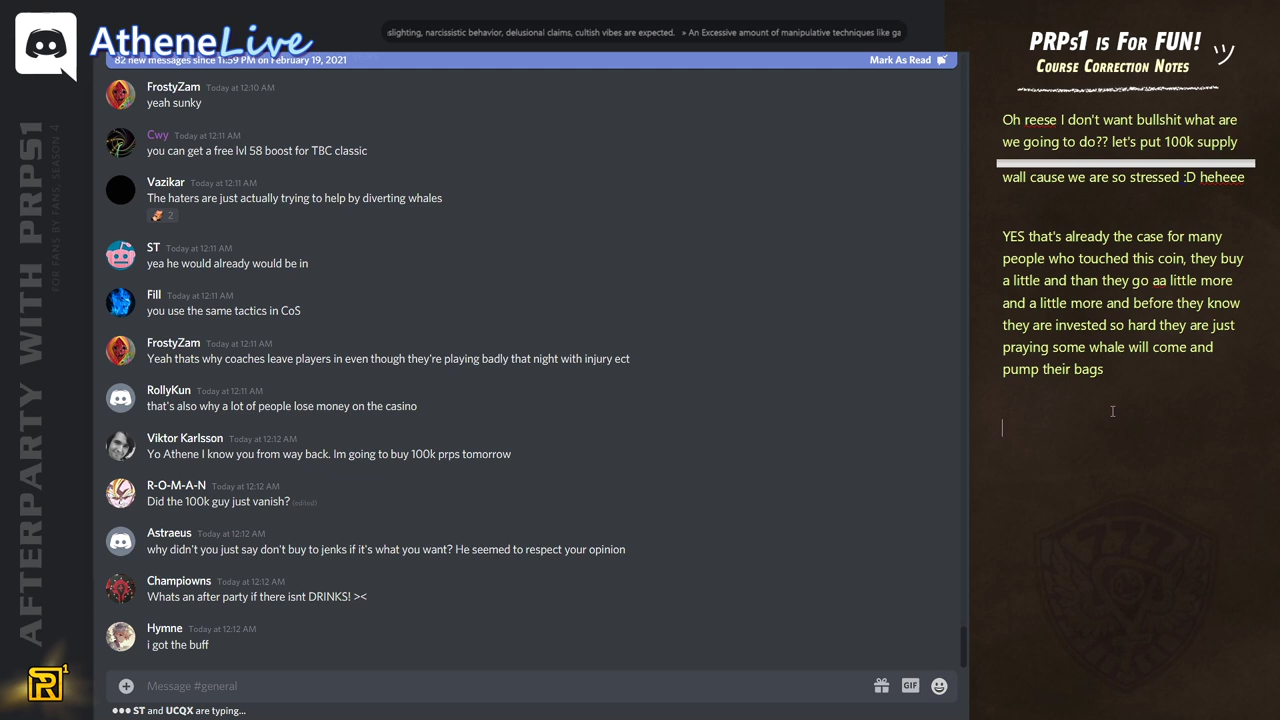 AtheneLive
slighting, narcissistic behavior, delusional claims, cultish vibes are expected. » An Excessive amount of manipulative techniques like ga
82 new messages since 11:59 PM on February 19, 2021
Mark As Read
FrostyZam Today at 12:10 AM
yeah sunky
Cwy Today at 12:11 AM
you can get a free lvl 58 boost for TBC classic
Vazikar Today at 12:11 AM
The haters are just actually trying to help by diverting whales
2
ST Today at 12:11 AM
yea he would already would be in
Fill Today at 12:11 AM
you use the same tactics in CoS
FrostyZam Today at 12:11 AM
Yeah thats why coaches leave players in even though they're playing badly that night with injury ect
RollyKun Today at 12:11 AM
that's also why a lot of people lose money on the casino
Viktor Karlsson Today at 12:12 AM
Yo Athene I know you from way back. Im going to buy 100k prps tomorrow
R-O-M-A-N Today at 12:12 AM
Did the 100k guy just vanish? (edited)
Astraeus Today at 12:12 AM
why didn't you just say don't buy to jenks if it's what you want? He seemed to respect your opinion
Champiowns Today at 12:12 AM
Whats an after party if there isnt DRINKS! ><
Hymne Today at 12:12 AM
i got the buff
Message #general
GIF
ST and UCQX are typing...
AFTERPARTY WITH PRPS1
FOR FANS BY FANS, SEASON 4
R1
PRPS1 IS FOR FUN!
COURSE CORRECTION NOTES
Oh reese I don't want bullshit what are
we going to do?? let's put 100k supply
wall cause we are so stressed :D heheee
YES that's already the case for many
people who touched this coin, they buy
a little and than they go aa little more
and a little more and before they know
they are invested so hard they are just
praying some whale will come and
pump their bags